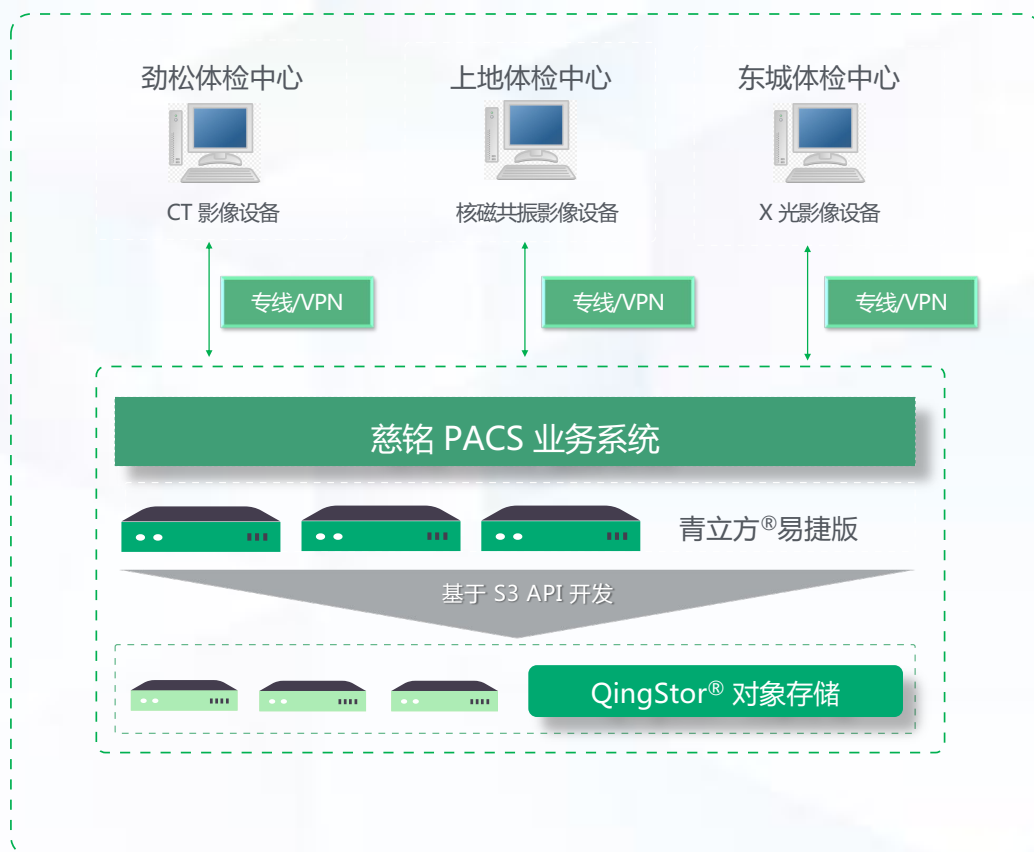 劲松体检中心
上地体检中心
东城体检中心
CT 影像设备
核磁共振影像设备
X 光影像设备
专线/VPN
专线/VPN
专线/VPN
慈铭 PACS 业务系统
青立方®易捷版
基于 S3 API 开发
QingStor® 对象存储